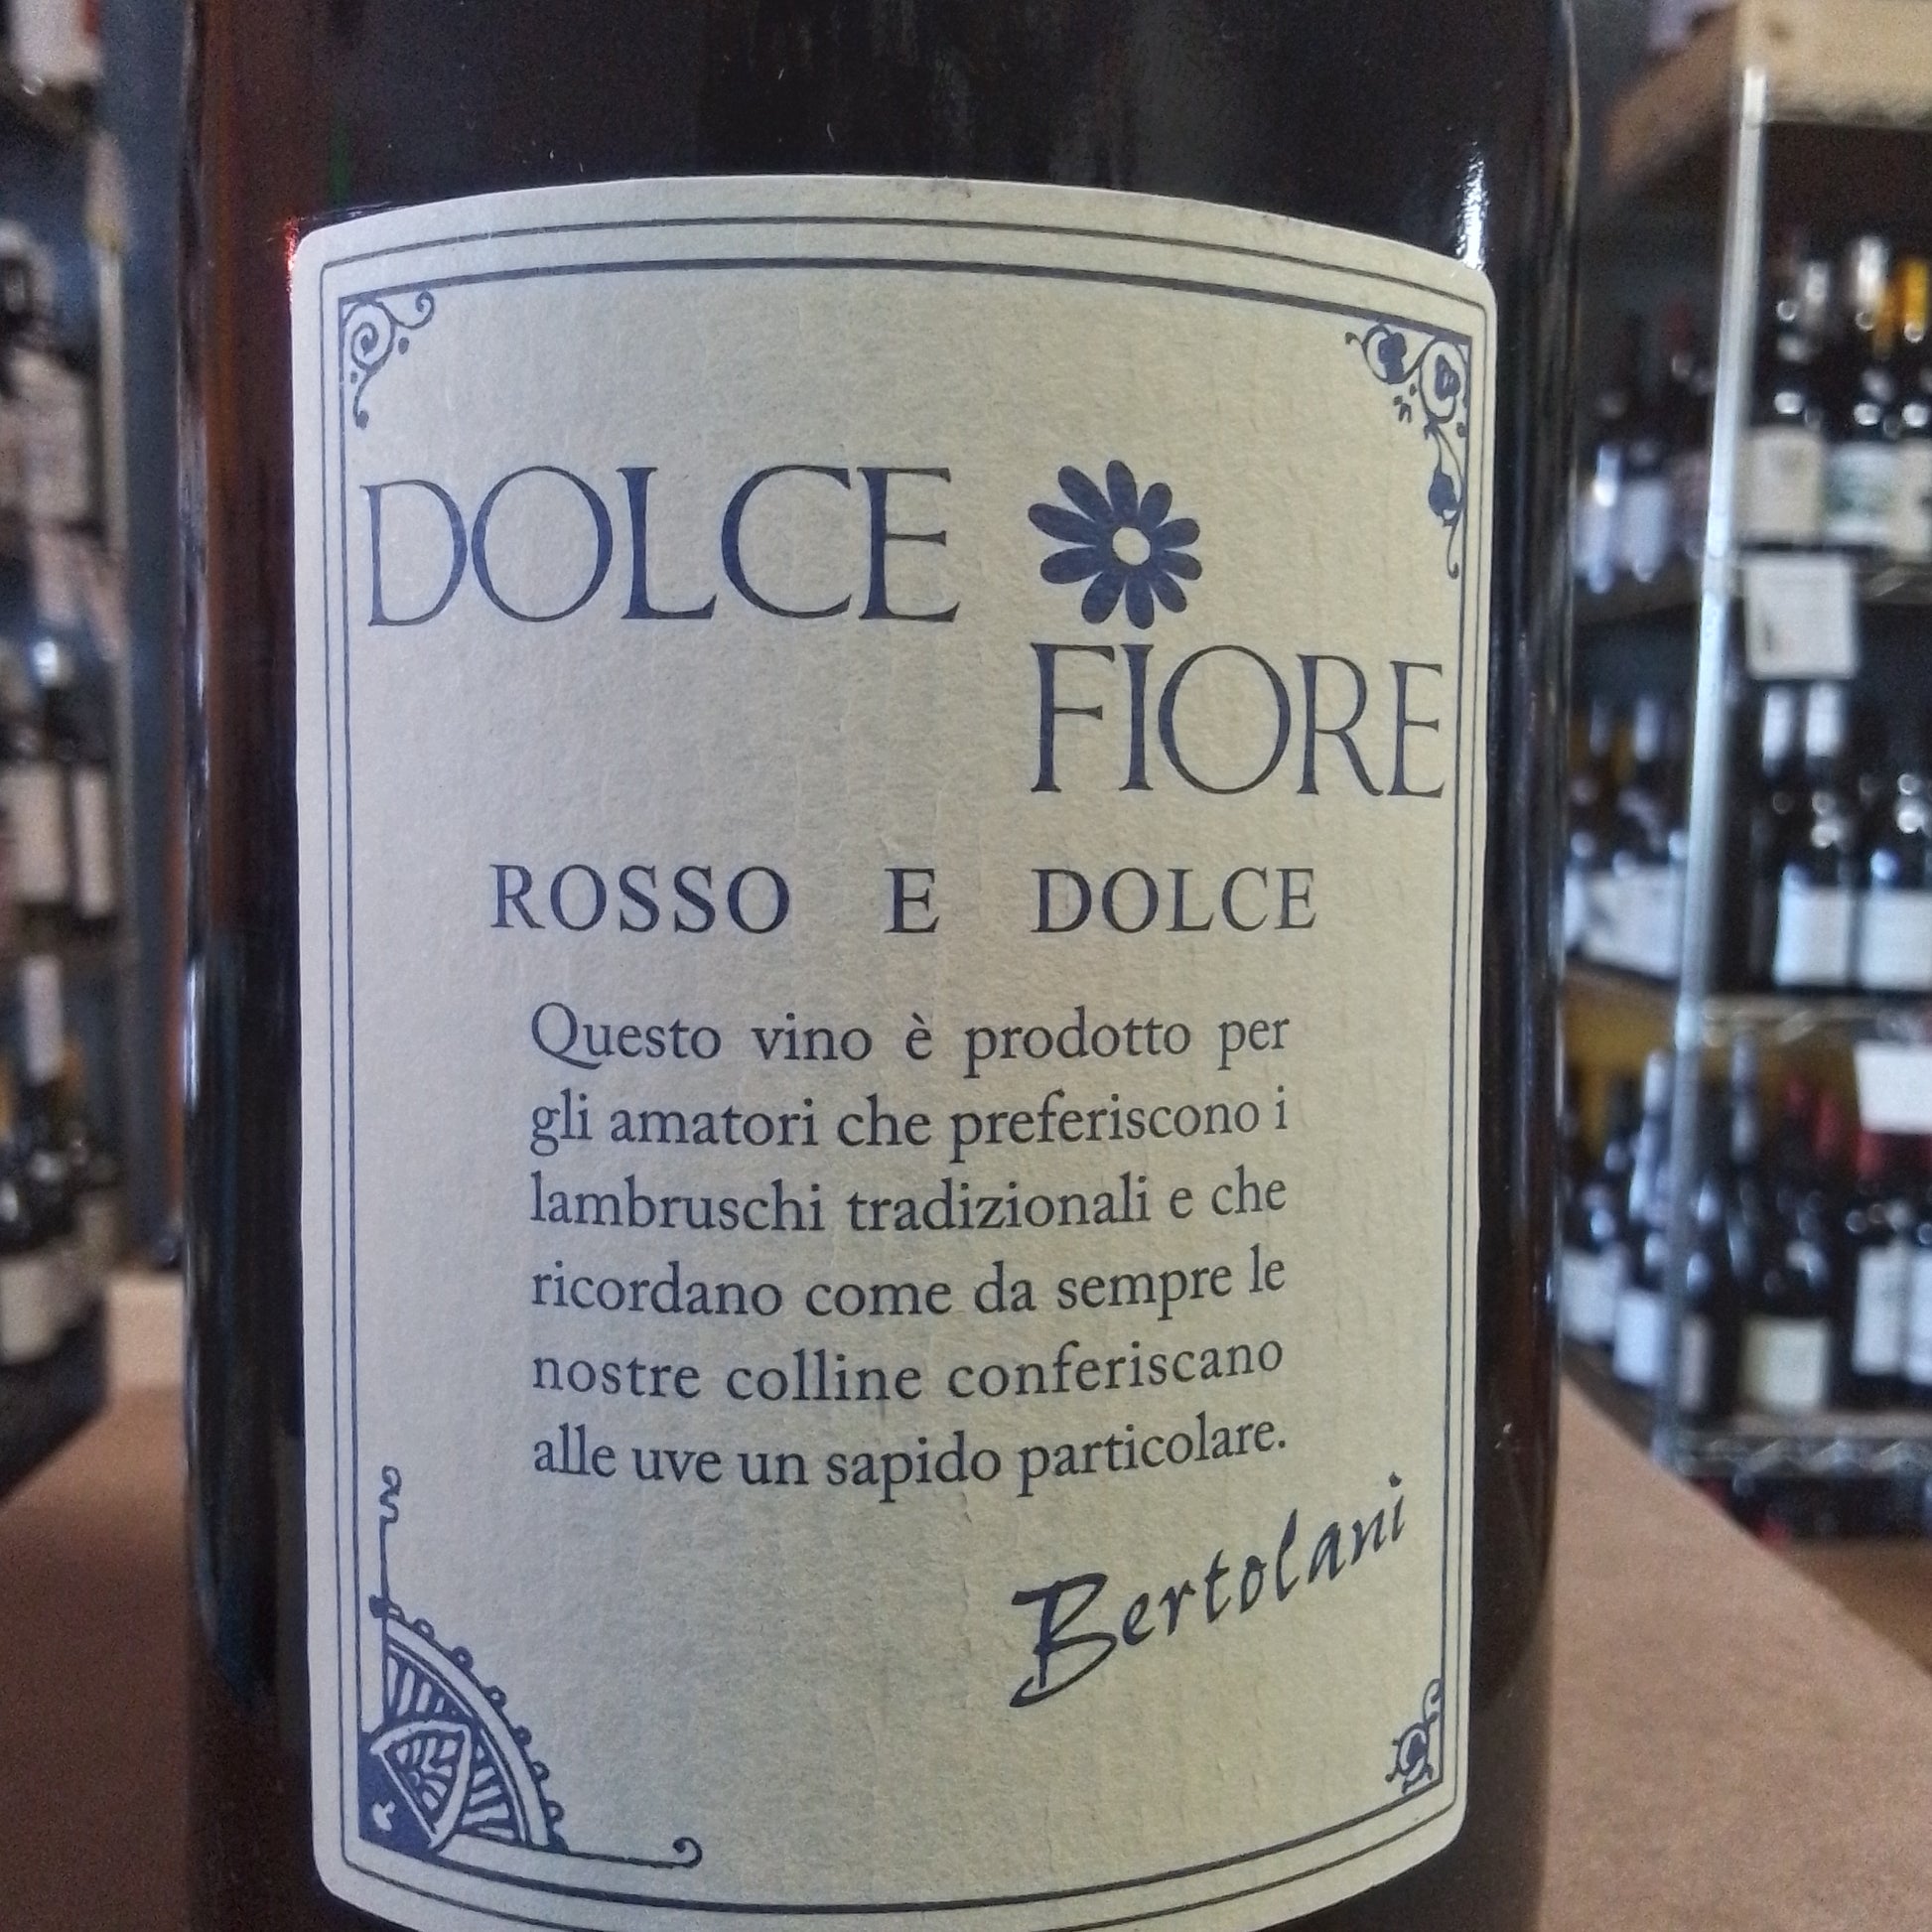 DOLCE
FIORE
ROSSO E DOLCE
Questo vino è prodotto per
gli amatori che preferiscono i
lambruschi tradizionali e che
ricordano come da sempre le
nostre colline conferiscano
alle uve un sapido particolare.
Bertolani